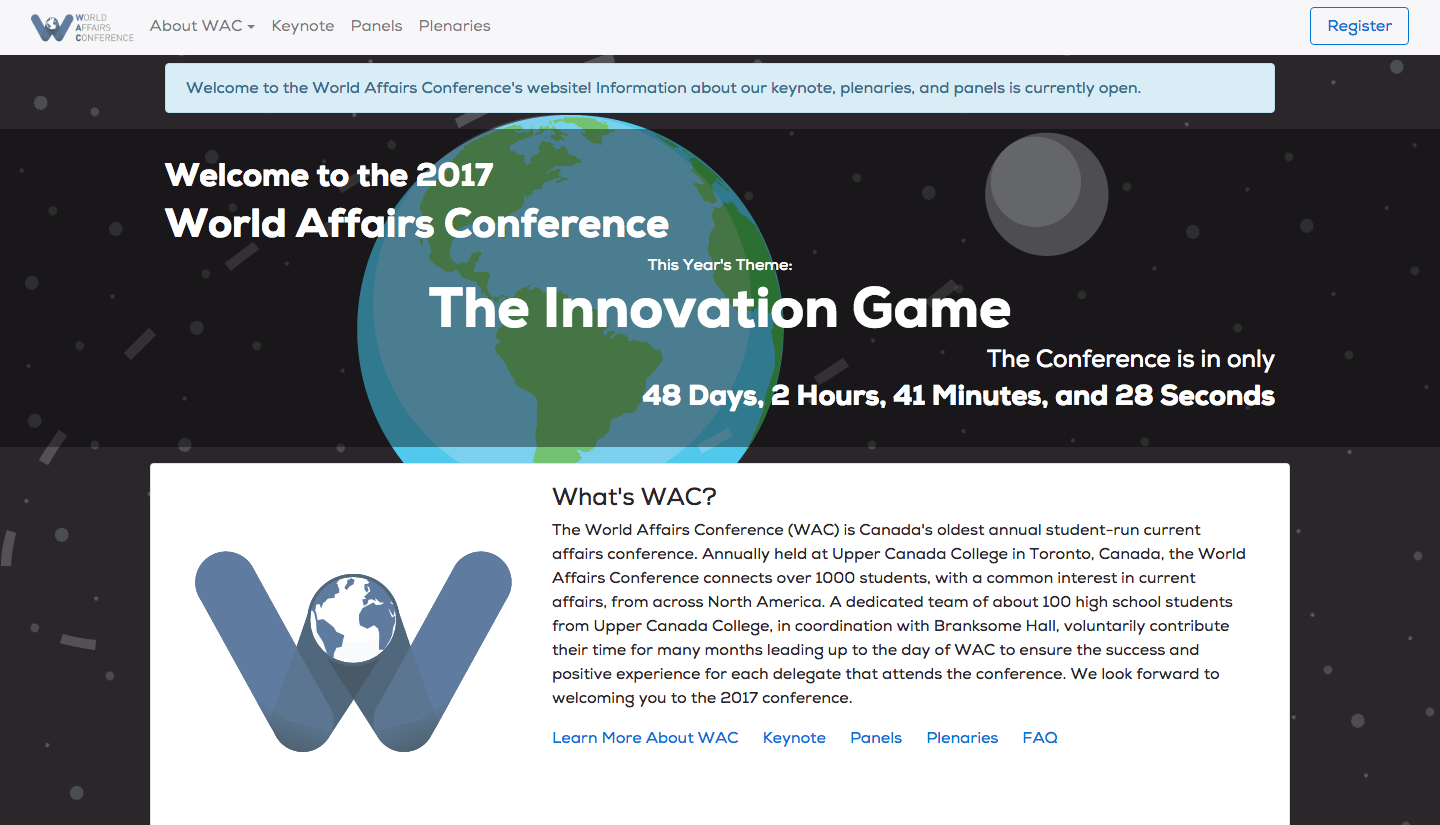 WORLD
AFFAIRS
CONFERENCE
About WAC Keynote Panels Plenaries Register
Welcome to the World Affairs Conference's website! Information about our keynote, plenaries, and panels is currently open.
Welcome to the 2017
World Affairs Conference
This Year's Theme:
The Innovation Game
The Conference is in only
48 Days, 2 Hours, 41 Minutes, and 28 Seconds
What's WAC?
The World Affairs Conference (WAC) is Canada's oldest annual student-run current
affairs conference. Annually held at Upper Canada College in Toronto, Canada, the World
Affairs Conference connects over 1000 students, with a common interest in current
affairs, from across North America. A dedicated team of about 100 high school students
from Upper Canada College, in coordination with Branksome Hall, voluntarily contribute
their time for many months leading up to the day of WAC to ensure the success and
positive experience for each delegate that attends the conference. We look forward to
welcoming you to the 2017 conference.
Learn More About WAC Keynote Panels Plenaries FAQ